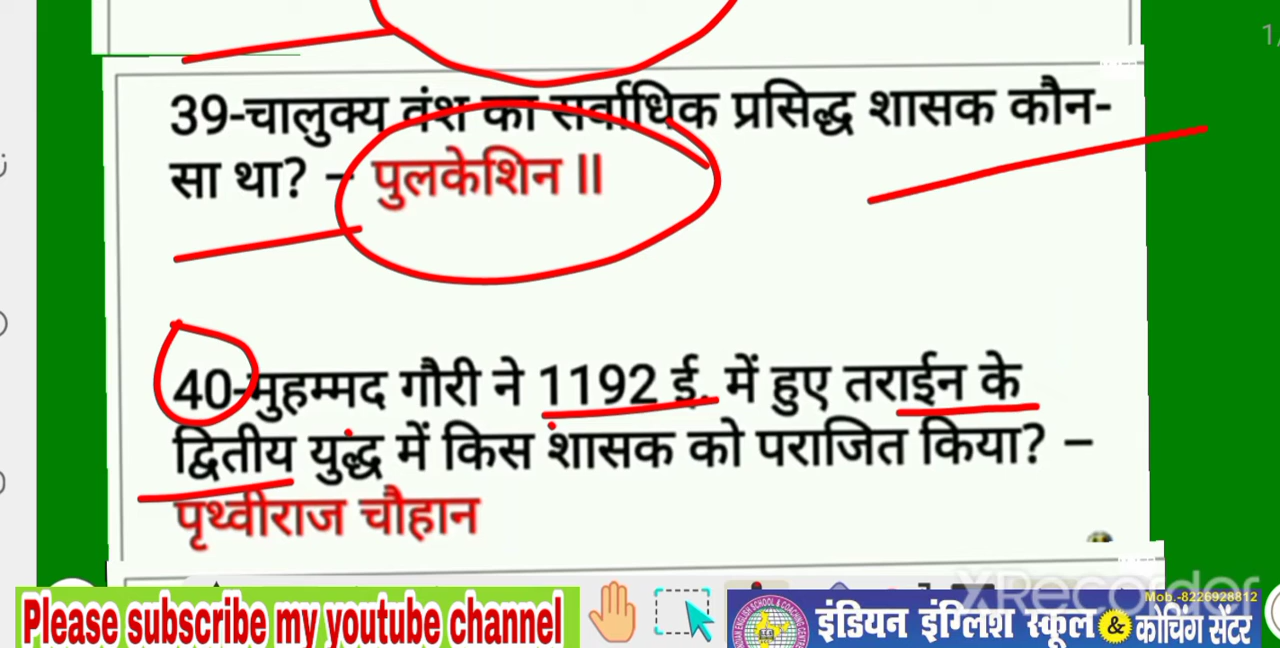 39-चालुक्य वंश का सर्वाधिक प्रसिद्ध शासक कौन-
सा था? – पुलकेशिन II
40-मुहम्मद गौरी ने 1192 ई. में हुए तराईन के
द्वितीय युद्ध में किस शासक को पराजित किया? –
पृथ्वीराज चौहान
XRecorder
Please subscribe my youtube channel
Mob.-8226928812
इंडियन इंग्लिश स्कूल & कोचिंग सेंटर